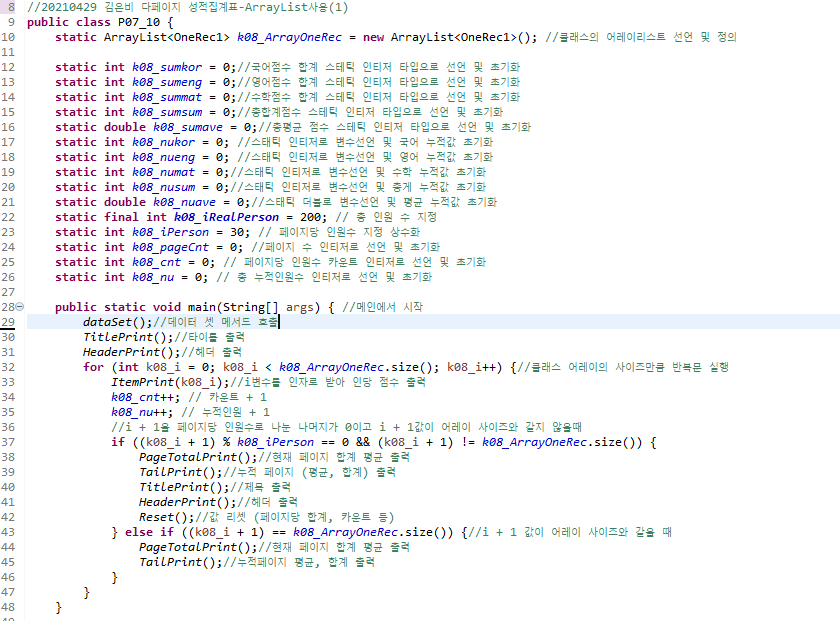 8 //20210429 김은비 다페이지 성적집계표-ArrayList사용(1)
9 public class P07_10 {
10 static ArrayList<OneRec1> k08_ArrayOneRec = new ArrayList<OneRec1>(); //클래스의 어레이리스트 선언 및 정의
11
12 static int k08_sumkor = 0;//국어점수 합계 스테틱 인티저 타입으로 선언 및 초기화
13 static int k08_sumeng = 0;//영어점수 합계 스테틱 인티저 타입으로 선언 및 초기화
14 static int k08_summat = 0;//수학점수 합계 스테틱 인티저 타입으로 선언 및 초기화
15 static int k08_sumsum = 0;//총합계점수 스테틱 인티저 타입으로 선언 및 초기화
16 static double k08_sumave = 0;//총평균 점수 스테틱 인티저 타입으로 선언 및 초기화
17 static int k08_nukor = 0; //스태틱 인티저로 변수선언 및 국어 누적값 초기화
18 static int k08_nueng = 0; //스태틱 인티저로 변수선언 및 영어 누적값 초기화
19 static int k08_numat = 0;//스태틱 인티저로 변수선언 및 수학 누적값 초기화
20 static int k08_nusum = 0;//스태틱 인티저로 변수선언 및 총게 누적값 초기화
21 static double k08_nuave = 0;//스태틱 더블로 변수선언 및 평균 누적값 초기화
22 static final int k08_iRealPerson = 200; // 총 인원 수 지정
23 static int k08_iPerson = 30; // 페이지당 인원수 지정 상수화
24 static int k08_pageCnt = 0; //페이지 수 인티저로 선언 및 초기화
25 static int k08_cnt = 0; // 페이지당 인원수 카운트 인티저로 선언 및 초기화
26 static int k08_nu = 0; // 총 누적인원수 인티저로 선언 및 초기화
27
28 public static void main(String[] args) { //메인에서 시작
29 dataSet();//데이터 셋 메서드 호출
30 TitlePrint();//타이틀 출력
31 HeaderPrint();//헤더 출력
32 for (int k08_i = 0; k08_i < k08_ArrayOneRec.size(); k08_i++) {//클래스 어레이의 사이즈만큼 반복문 실행
33 ItemPrint(k08_i);//i변수를 인자로 받아 인당 점수 출력
34 k08_cnt++; // 카운트 + 1
35 k08_nu++; // 누적인원 + 1
36 //i + 1을 페이지당 인원수로 나눈 나머지가 0이고 i + 1값이 어레이 사이즈와 같지 않을때
37 if ((k08_i + 1) % k08_iPerson == 0 && (k08_i + 1) != k08_ArrayOneRec.size()) {
38 PageTotalPrint();//현재 페이지 합계 평균 출력
39 TailPrint();//누적 페이지 (평균, 합계) 출력
40 TitlePrint();//제목 출력
41 HeaderPrint();//헤더 출력
42 Reset();//값 리셋 (페이지당 합계, 카운트 등)
43 } else if ((k08_i + 1) == k08_ArrayOneRec.size()) {//i + 1 값이 어레이 사이즈와 같을 때
44 PageTotalPrint();//현재 페이지 합계 평균 출력
45 TailPrint();//누적페이지 평균, 합계 출력
46 }
47 }
48 }